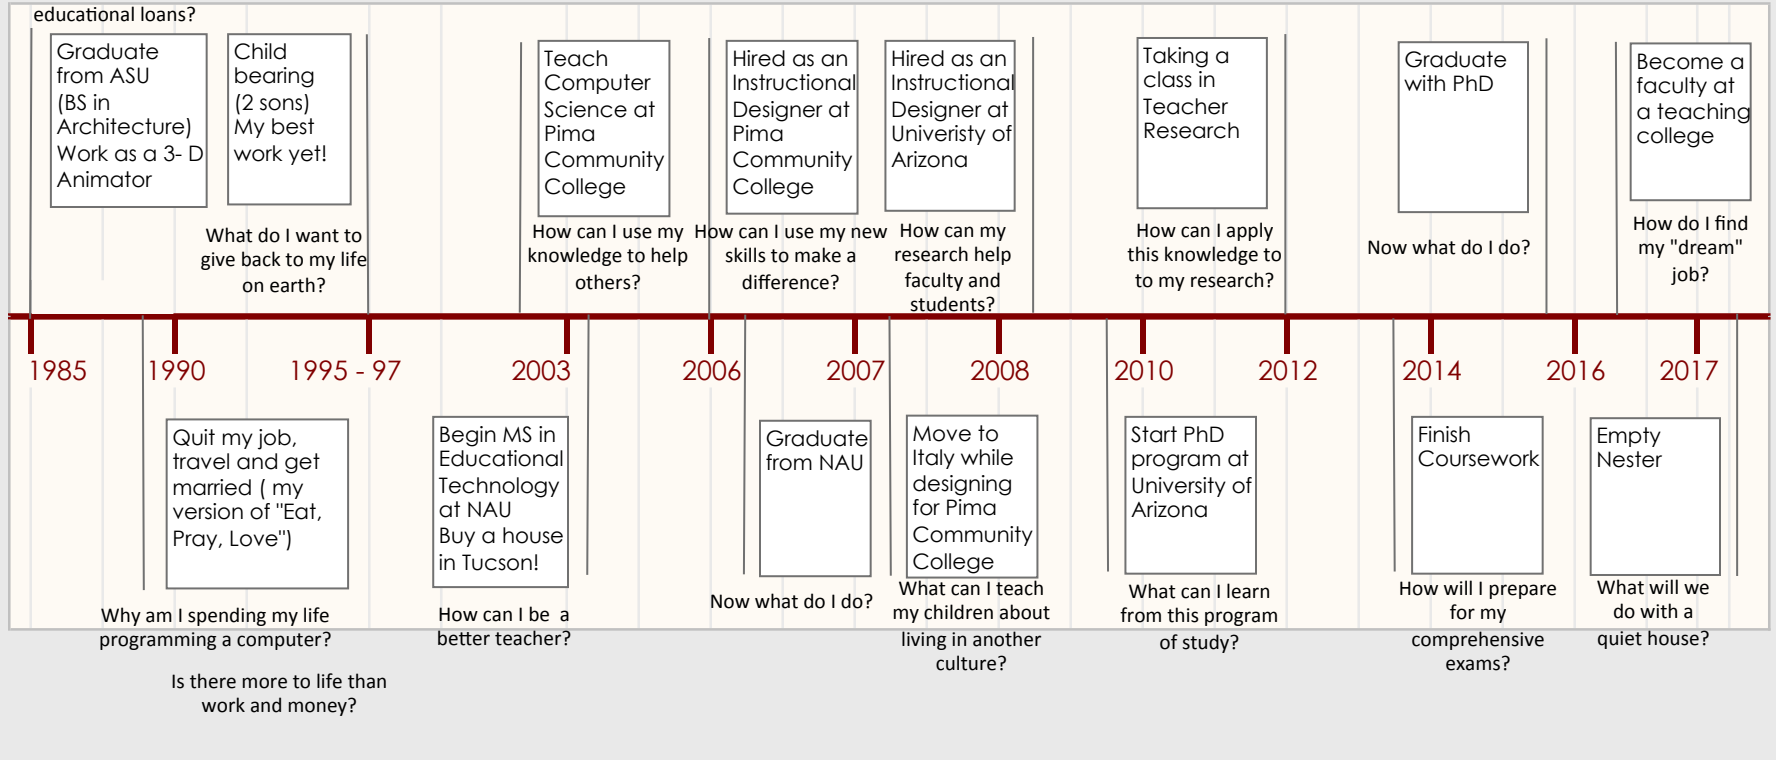 educational loans?
Graduate
from ASU
(BS in
Architecture)
Work as a 3- D
Animator
Child
bearing
(2 sons)
My best
work yet!
What do I want to
give back to my life
on earth?
Teach
Computer
Science at
Pima
Community
College
How can I use my
knowledge to help
others?
Hired as an
Instructional
Designer at
Pima
Community
College
How can I use my new
skills to make a
difference?
Hired as an
Instructional
Designer at
Univeristy of
Arizona
How can my
research help
faculty and
students?
Taking a
class in
Teacher
Research
How can I apply
this knowledge to
to my research?
Graduate
with PhD
Now what do I do?
Become a
faculty at
a teaching
college
How do I find
my "dream"
job?
1985
1990
1995 - 97
2003
2006
2007
2008
2010
2012
2014
2016
2017
Quit my job,
travel and get
married ( my
version of "Eat,
Pray, Love")
Why am I spending my life
programming a computer?
Is there more to life than
work and money?
Begin MS in
Educational
Technology
at NAU
Buy a house
in Tucson!
How can I be  a
better teacher?
Graduate
from NAU
Now what do I do?
Move to
Italy while
designing
for Pima
Community
College
What can I teach
my children about
living in another
culture?
Start PhD
program at
University of
Arizona
What can I learn
from this program
of study?
Finish
Coursework
How will I prepare
for my
comprehensive
exams?
Empty
Nester
What will we
do with a
quiet house?